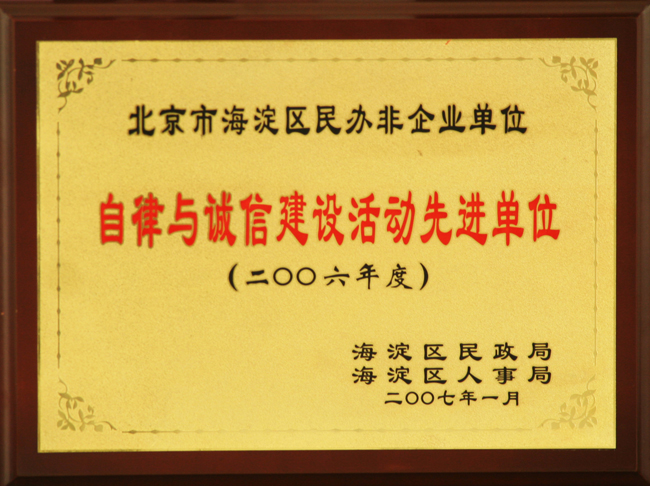 北京市海淀区民办非企业单位
自律与诚信建设活动先进单位
(二〇〇六年度)
海淀区民政局
海淀区人事局
二〇〇七年一月